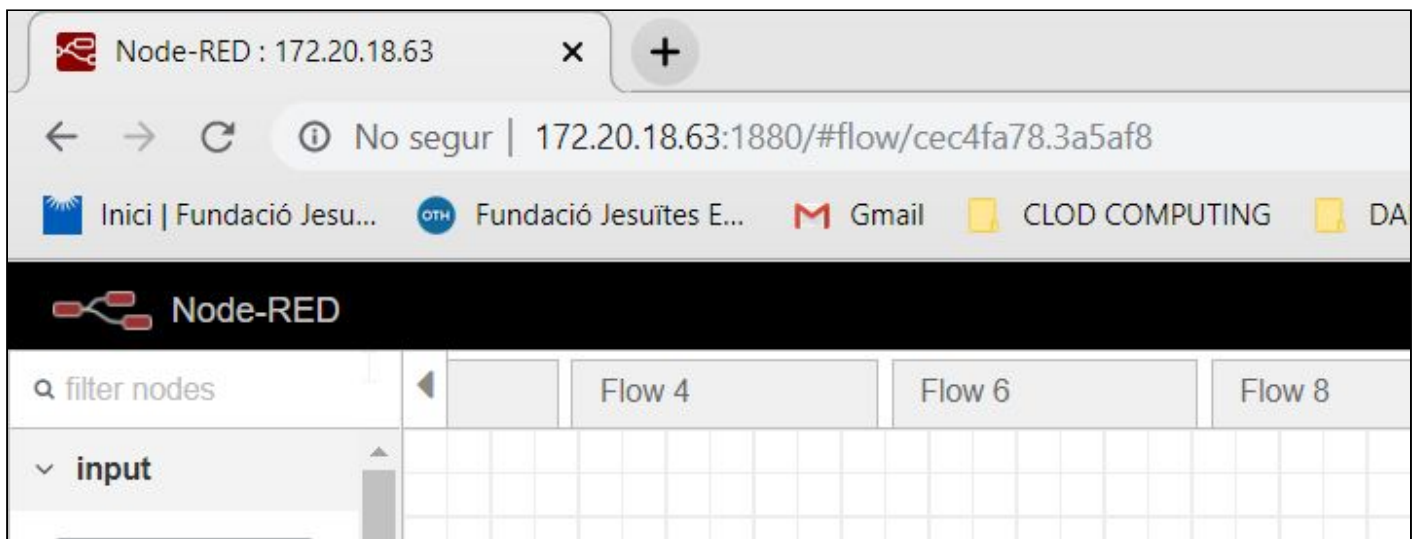 Node-RED : 172.20.18.63
No segur | 172.20.18.63:1880/#flow/cec4fa78.3a5af8
Inici | Fundació Jesu... OTH Fundació Jesuïtes E... Gmail CLOD COMPUTING DA
Node-RED
filter nodes Flow 4 Flow 6 Flow 8
input